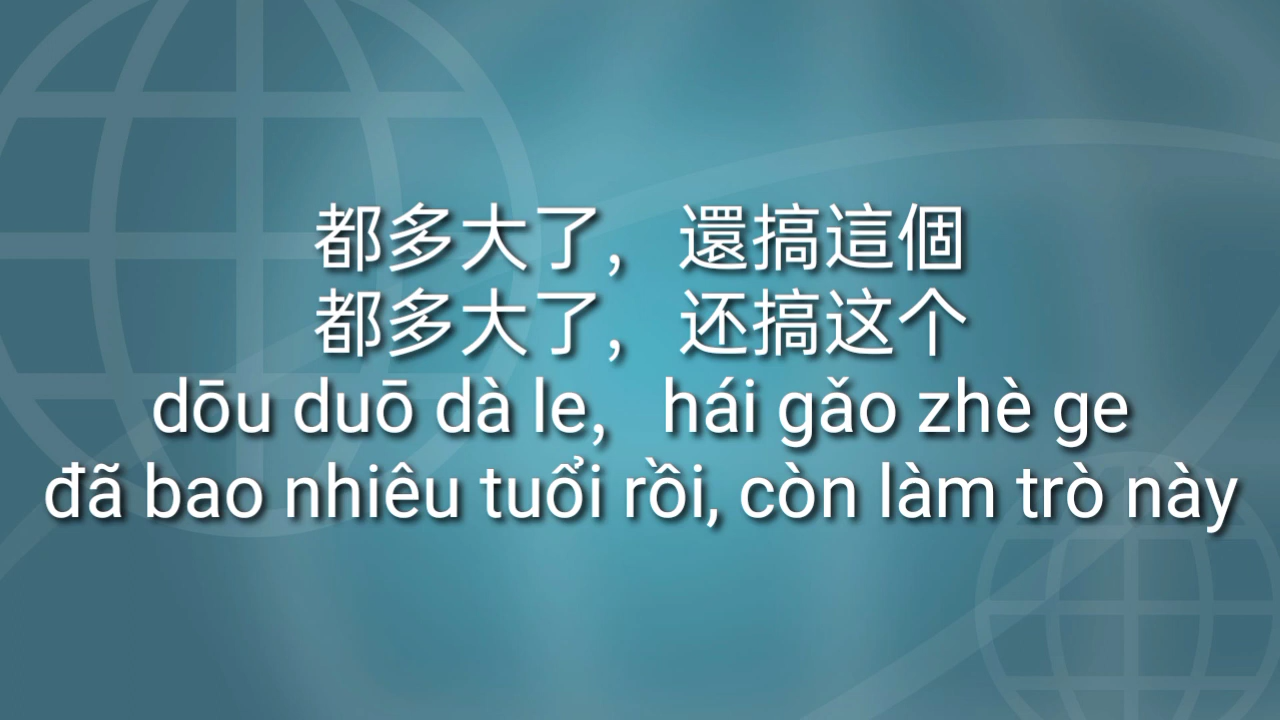 都多大了，還搞這個
都多大了，还搞这个
dōu duō dà le， hái gǎo zhè ge
đã bao nhiêu tuổi rồi, còn làm trò này